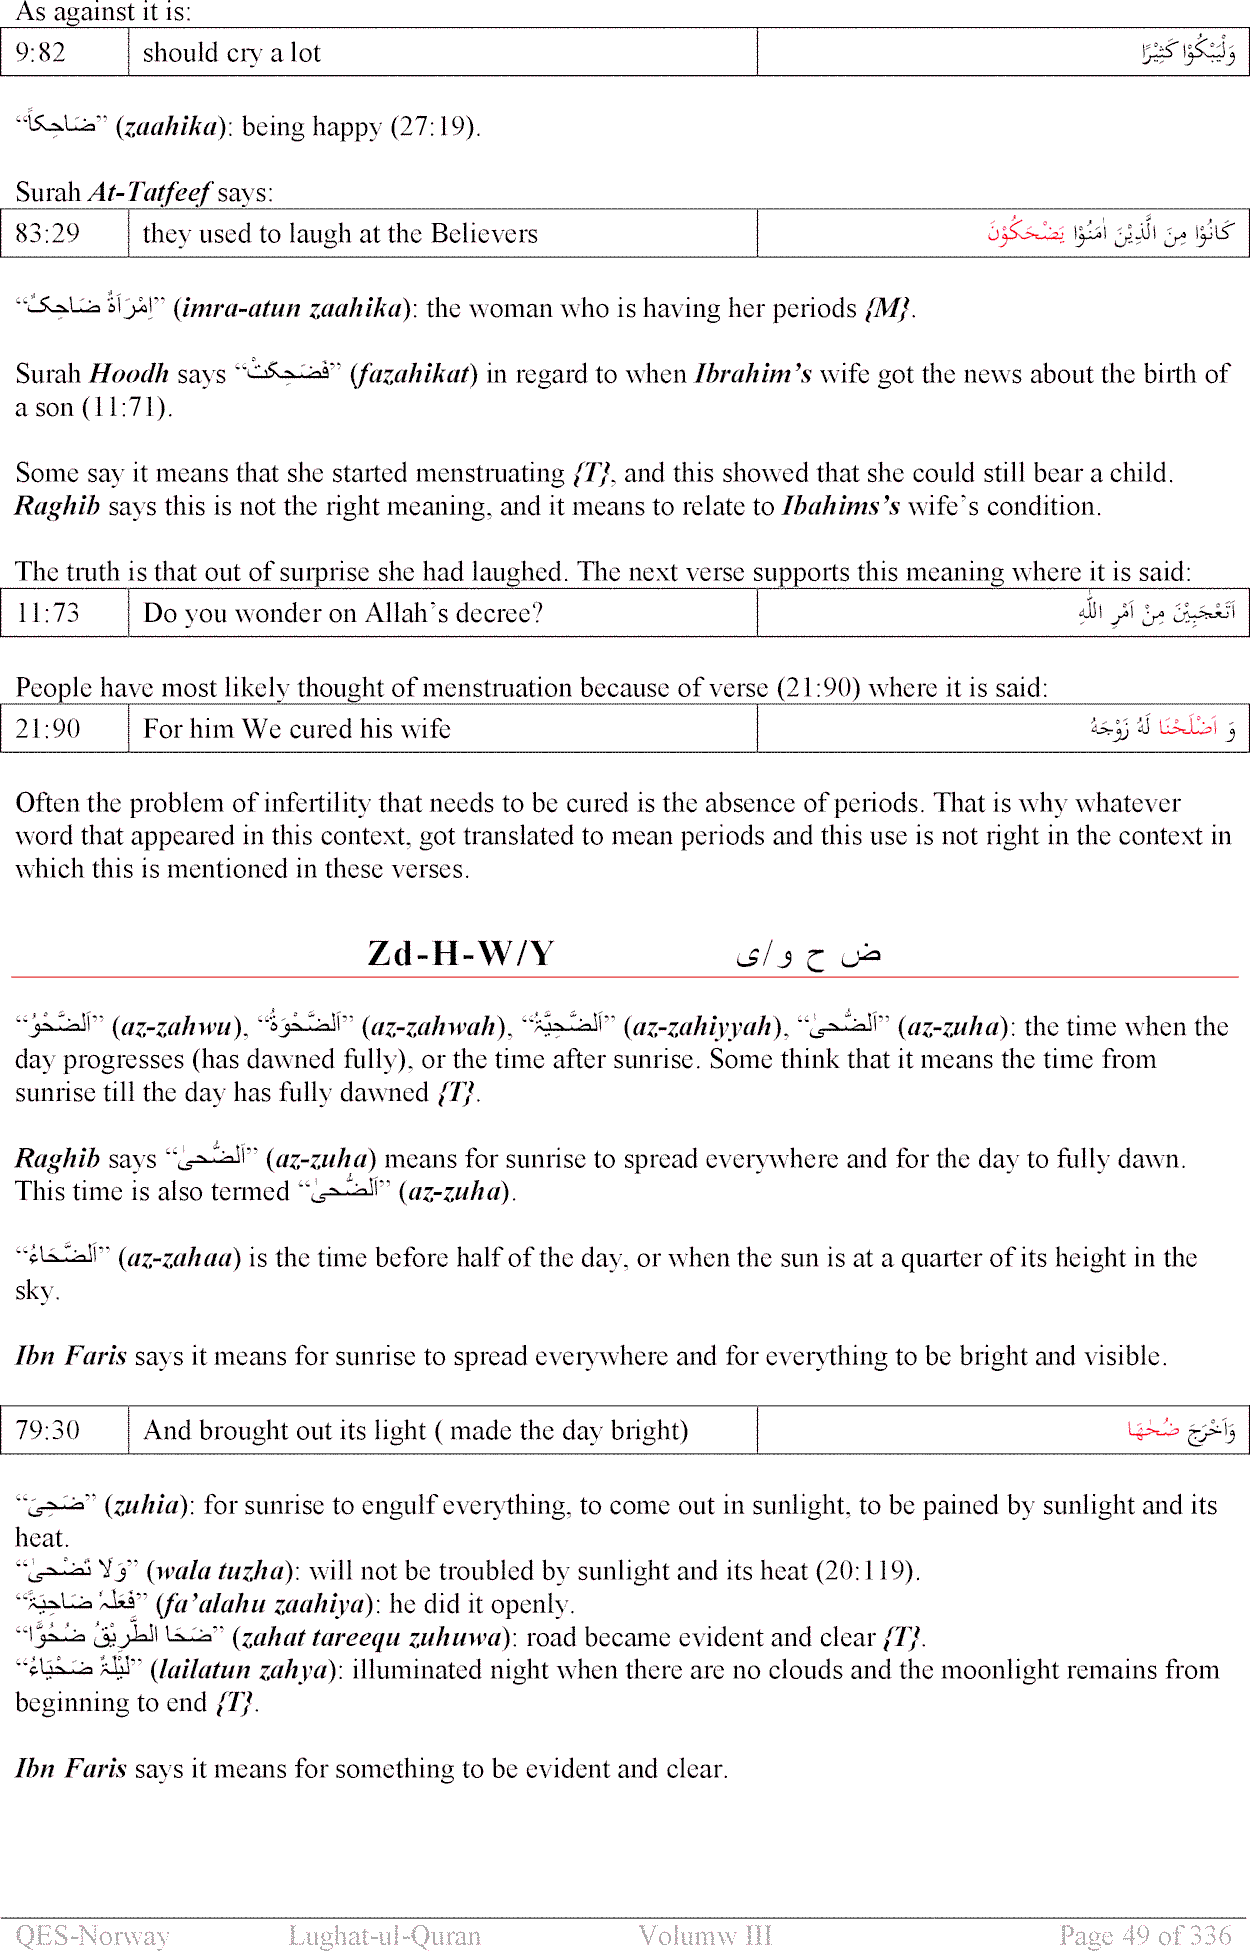 As against it is:
9:82 should cry a lot وَلْيَبْكُوْا كَثِيْرًا
“ضَاحِكاً” (zaahika): being happy (27:19).
Surah At-Tatfeef says:
83:29 they used to laugh at the Believers كَانُوْا مِنَ الَّذِيْنَ اٰمَنُوْا يَضْحَكُوْنَ
“اِمْرَآَةٌ ضَاحِكٌ” (imra-atun zaahika): the woman who is having her periods {M}.
Surah Hoodh says “فَضَحِكَتْ” (fazahikat) in regard to when Ibrahim’s wife got the news about the birth of
a son (11:71).
Some say it means that she started menstruating {T}, and this showed that she could still bear a child.
Raghib says this is not the right meaning, and it means to relate to Ibahims’s wife’s condition.
The truth is that out of surprise she had laughed. The next verse supports this meaning where it is said:
11:73 Do you wonder on Allah’s decree? اَتَعْجَبِيْنَ مِنْ اَمْرِ اللّٰهِ
People have most likely thought of menstruation because of verse (21:90) where it is said:
21:90 For him We cured his wife وَ اَصْلَحْنَا لَهُ زَوْجَهُ
Often the problem of infertility that needs to be cured is the absence of periods. That is why whatever
word that appeared in this context, got translated to mean periods and this use is not right in the context in
which this is mentioned in these verses.
Zd-H-W/Y ض ح و/ى
“اَلضَّحْوُ” (az-zahwu), “اَلضَّحْوَةُ” (az-zahwah), “اَلضَّحِيَّۃُ” (az-zahiyyah), “اَلضُّحىٰ” (az-zuha): the time when the
day progresses (has dawned fully), or the time after sunrise. Some think that it means the time from
sunrise till the day has fully dawned {T}.
Raghib says “اَلضُّحىٰ” (az-zuha) means for sunrise to spread everywhere and for the day to fully dawn.
This time is also termed “اَلضُّحىٰ” (az-zuha).
“اَلضَّحَاءُ” (az-zahaa) is the time before half of the day, or when the sun is at a quarter of its height in the
sky.
Ibn Faris says it means for sunrise to spread everywhere and for everything to be bright and visible.
79:30 And brought out its light ( made the day bright) وَاَخْرَجَ ضُحٰهَا
“ضَحِىَ” (zuhia): for sunrise to engulf everything, to come out in sunlight, to be pained by sunlight and its
heat.
“وَلَا تَضْحىٰ” (wala tuzha): will not be troubled by sunlight and its heat (20:119).
“فَعَلَہٗ ضَاحِيَۃً” (fa’alahu zaahiya): he did it openly.
“ضَحَا الطَّرِيْقُ ضُحُوًّا” (zahat tareequ zuhuwa): road became evident and clear {T}.
“لَيْلَۃٌ ضَحْيَاءُ” (lailatun zahya): illuminated night when there are no clouds and the moonlight remains from
beginning to end {T}.
Ibn Faris says it means for something to be evident and clear.
QES-Norway Lughat-ul-Quran Volumw III Page 49 of 336